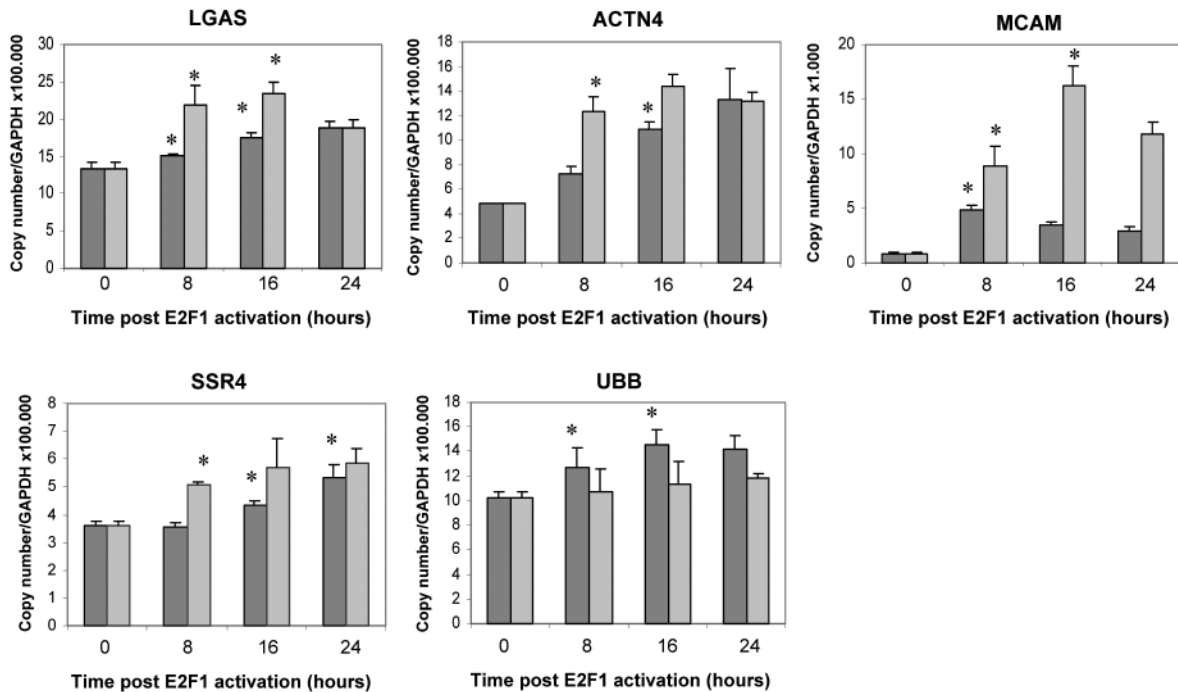 LGAS
Copy number/GAPDH x100.000
30
25
20
15
10
5
0
* * * *
0 8 16 24
Time post E2F1 activation (hours)
ACTN4
Copy number/GAPDH x100.000
18
16
14
12
10
8
6
4
2
0
* *
0 8 16 24
Time post E2F1 activation (hours)
MCAM
Copy number/GAPDH x1.000
20
15
10
5
0
* * *
0 8 16 24
Time post E2F1 activation (hours)
SSR4
Copy number/GAPDH x100.000
8
7
6
5
4
3
2
1
0
* * *
0 8 16 24
Time post E2F1 activation (hours)
UBB
Copy number/GAPDH x100.000
18
16
14
12
10
8
6
4
2
0
* *
0 8 16 24
Time post E2F1 activation (hours)